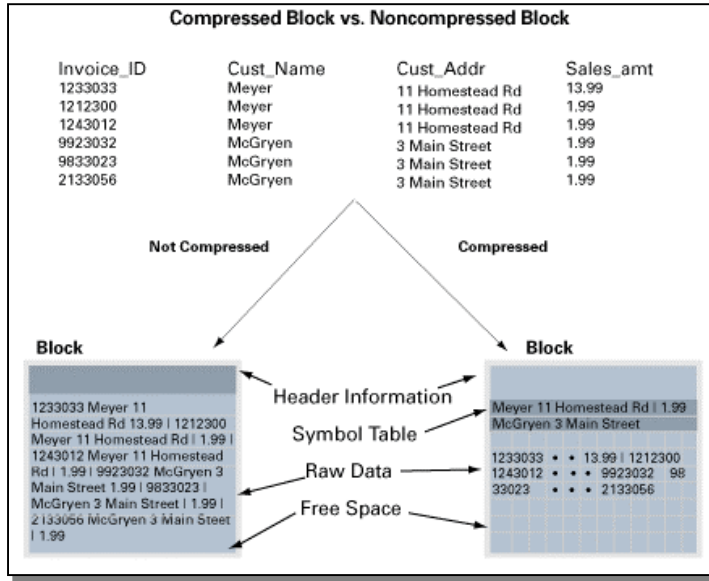 Compressed Block vs. Noncompressed Block
Invoice_ID Cust_Name Cust_Addr Sales_amt
1233033 Meyer 11 Homestead Rd 13.99
1212300 Meyer 11 Homestead Rd 1.99
1243012 Meyer 11 Homestead Rd 1.99
9923032 McGryen 3 Main Street 1.99
9833023 McGryen 3 Main Street 1.99
2133056 McGryen 3 Main Street 1.99
Not Compressed Compressed
Block
1233033 Meyer 11
Homestead Rd 13.99 | 1212300
Meyer 11 Homestead Rd | 1.99 |
1243012 Meyer 11 Homestead
Rd | 1.99 | 9923032 McGryen 3
Main Street 1.99 | 9833023 |
McGryen 3 Main Street | 1.99 |
2133056 McGryen 3 Main Steet
| 1.99
Header Information
Symbol Table
Raw Data
Free Space
Block
Meyer 11 Homestead Rd | 1.99
McGryen 3 Main Street
1233033 • • 13.99 | 1212300
1243012 • • • 9923032 98
33023 • • • 2133056